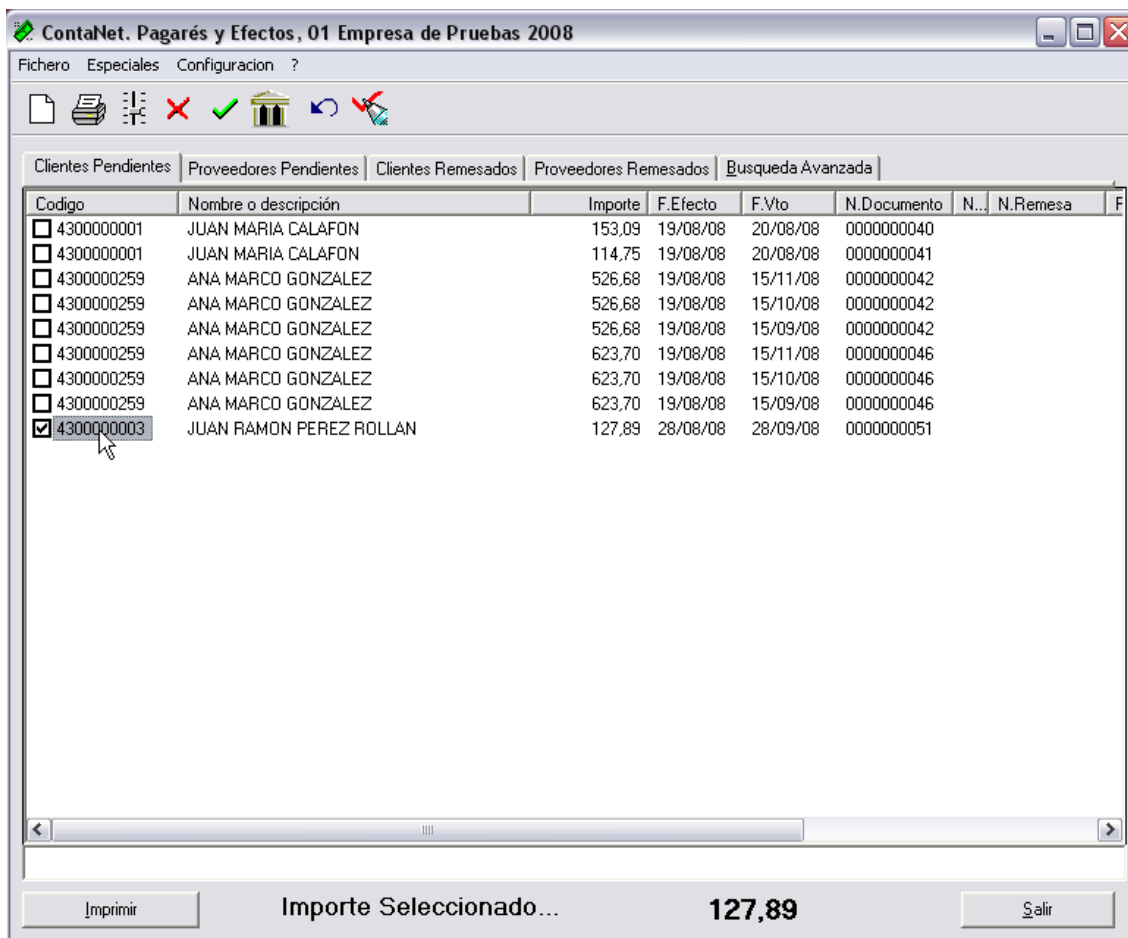 ContaNet. Pagarés y Efectos, 01 Empresa de Pruebas 2008
Fichero Especiales Configuracion ?
Clientes Pendientes Proveedores Pendientes Clientes Remesados Proveedores Remesados Busqueda Avanzada
Codigo Nombre o descripción Importe F.Efecto F.Vto N.Documento N... N.Remesa F
4300000001 JUAN MARIA CALAFON 153,09 19/08/08 20/08/08 0000000040
4300000001 JUAN MARIA CALAFON 114,75 19/08/08 20/08/08 0000000041
4300000259 ANA MARCO GONZALEZ 526,68 19/08/08 15/11/08 0000000042
4300000259 ANA MARCO GONZALEZ 526,68 19/08/08 15/10/08 0000000042
4300000259 ANA MARCO GONZALEZ 526,68 19/08/08 15/09/08 0000000042
4300000259 ANA MARCO GONZALEZ 623,70 19/08/08 15/11/08 0000000046
4300000259 ANA MARCO GONZALEZ 623,70 19/08/08 15/10/08 0000000046
4300000259 ANA MARCO GONZALEZ 623,70 19/08/08 15/09/08 0000000046
4300000003 JUAN RAMON PEREZ ROLLAN 127,89 28/08/08 28/09/08 0000000051
Imprimir Importe Seleccionado... 127,89 Salir